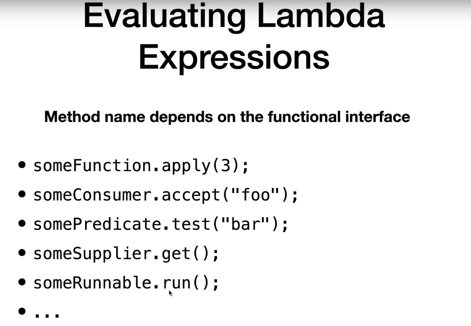 Evaluating Lambda
Expressions
Method name depends on the functional interface
• someFunction.apply(3);
• someConsumer.accept("foo");
• somePredicate.test("bar");
• someSupplier.get();
• someRunnable.run();
• ...